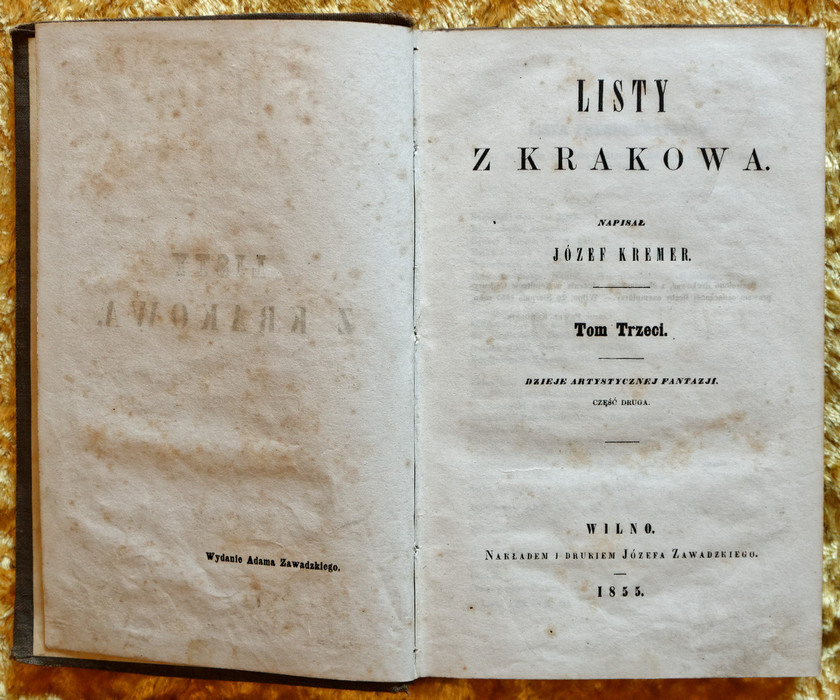 Wydanie Adama Zawadzkiego.
LISTY
Z KRAKOWA.
NAPISAŁ
JÓZEF KREMER.
Tom Trzeci.
DZIEJE ARTYSTYCZNEJ FANTAZJI.
CZĘŚĆ DRUGA.
WILNO.
NAKŁADEM I DRUKIEM JÓZEFA ZAWADZKIEGO.
1855.